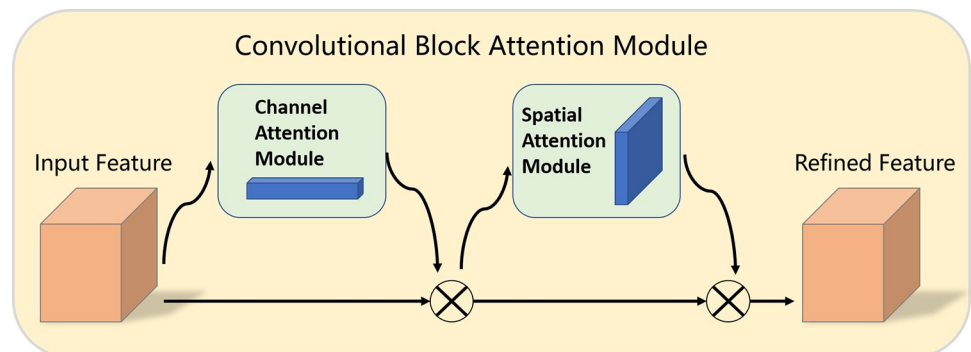 Convolutional Block Attention Module
Channel
Attention
Module
Spatial
Attention
Module
Input Feature
Refined Feature